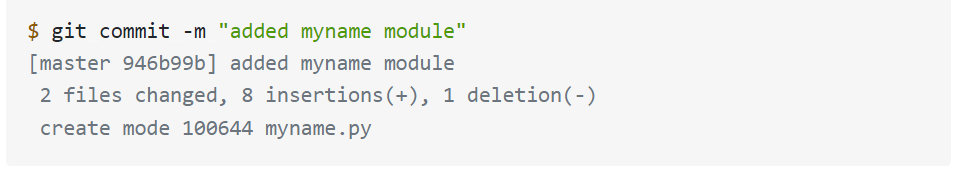 $ git commit -m "added myname module"
[master 946b99b] added myname module
 2 files changed, 8 insertions(+), 1 deletion(-)
 create mode 100644 myname.py